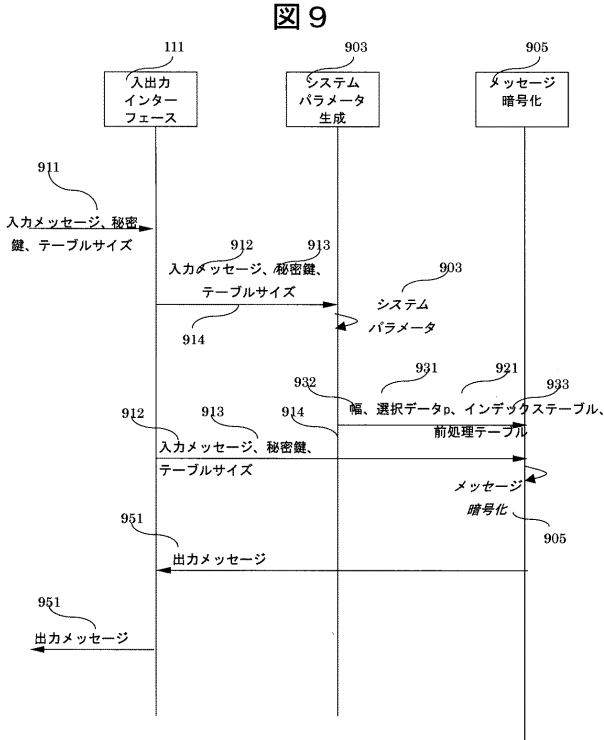 図９
111
903
905
入出力
インター
フェース
システム
パラメータ
生成
メッセージ
暗号化
911
入力メッセージ、秘密
鍵、テーブルサイズ
912
913
入力メッセージ、秘密鍵、
テーブルサイズ
914
903
システム
パラメータ
931
921
932
933
幅、選択データp、インデックステーブル、
前処理テーブル
912
913
914
入力メッセージ、秘密鍵、
テーブルサイズ
メッセージ
暗号化
905
951
出力メッセージ
951
出力メッセージ